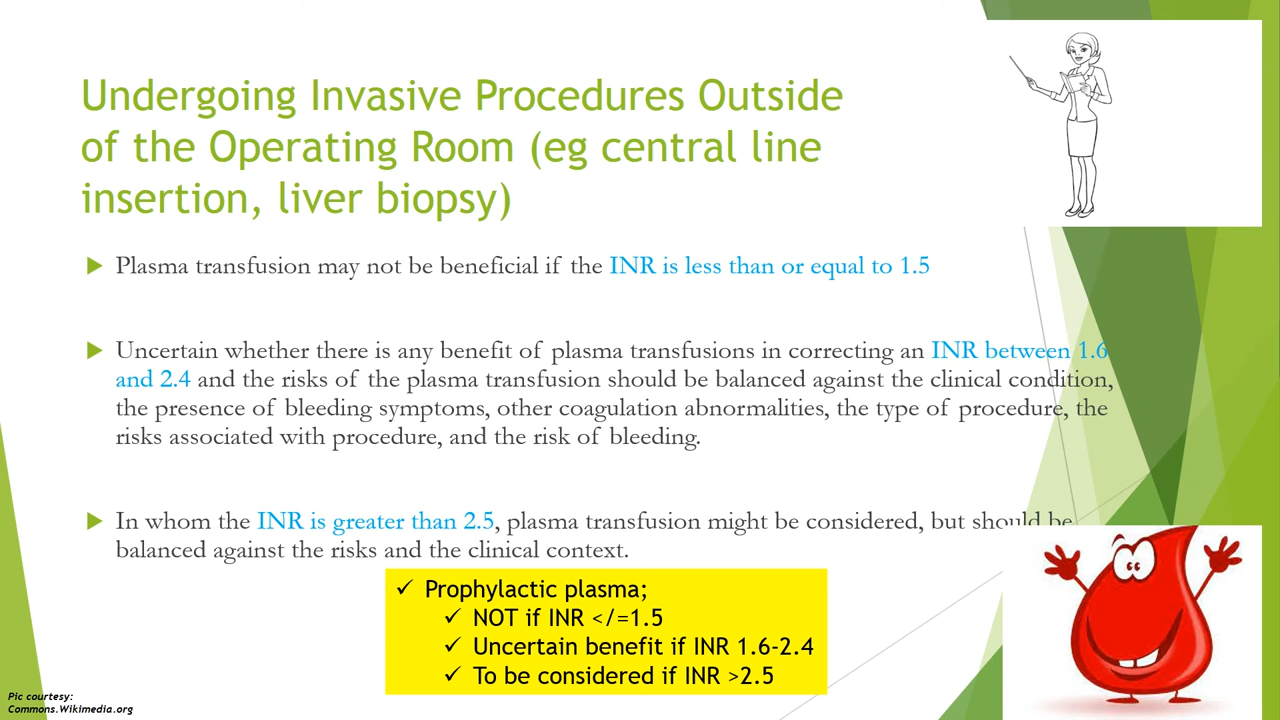 Undergoing Invasive Procedures Outside
of the Operating Room (eg central line
insertion, liver biopsy)
Plasma transfusion may not be beneficial if the INR is less than or equal to 1.5
Uncertain whether there is any benefit of plasma transfusions in correcting an INR between 1.6
and 2.4 and the risks of the plasma transfusion should be balanced against the clinical condition,
the presence of bleeding symptoms, other coagulation abnormalities, the type of procedure, the
risks associated with procedure, and the risk of bleeding.
In whom the INR is greater than 2.5, plasma transfusion might be considered, but should be
balanced against the risks and the clinical context.
✓ Prophylactic plasma;
✓ NOT if INR </=1.5
✓ Uncertain benefit if INR 1.6-2.4
✓ To be considered if INR >2.5
Pic courtesy:
Commons.Wikimedia.org